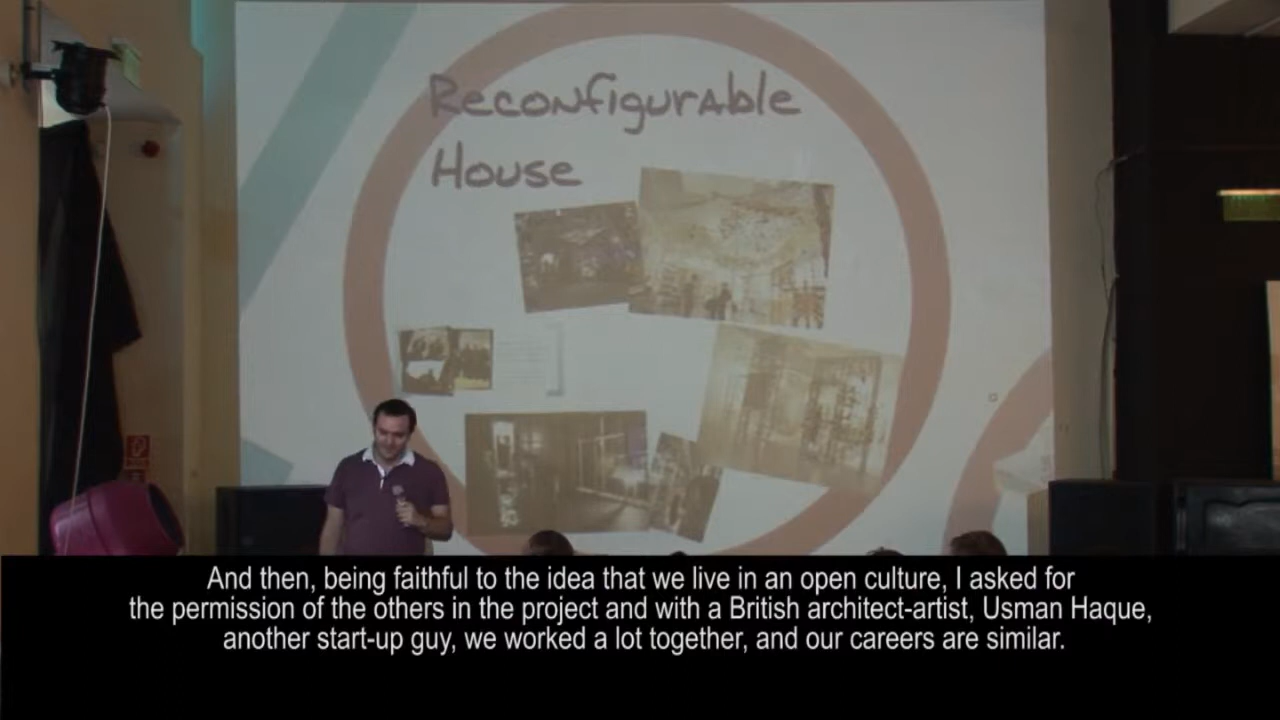 Reconfigurable
House
And then, being faithful to the idea that we live in an open culture, I asked for
the permission of the others in the project and with a British architect-artist, Usman Haque,
another start-up guy, we worked a lot together, and our careers are similar.